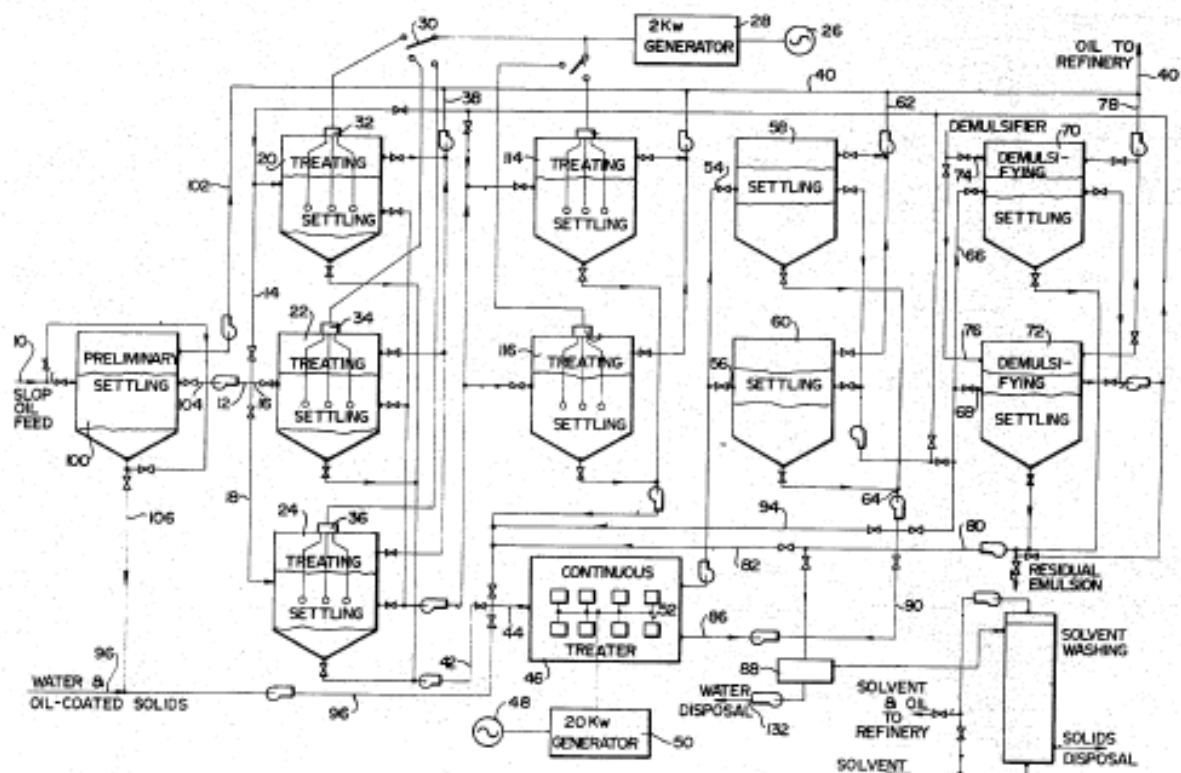 30
2 Kw
GENERATOR
28
26
OIL TO
REFINERY
40
38
40
62
78
32
20
TREATING
SETTLING
114
TREATING
SETTLING
58
SETTLING
54
DEMULSIFIER
70
DEMULSI-
FYING
74
SETTLING
66
102
14
34
22
TREATING
SETTLING
116
TREATING
SETTLING
60
56
SETTLING
72
76
DEMULSI-
FYING
68
SETTLING
10
SLOP
OIL
FEED
PRELIMINARY
SETTLING
100
104
12
16
18
106
24
36
TREATING
SETTLING
64
94
80
82
RESIDUAL
EMULSION
CONTINUOUS
52
TREATER
46
44
42
86
90
88
96
WATER &
OIL-COATED SOLIDS
96
WATER
DISPOSAL
132
48
20 Kw
GENERATOR
50
SOLVENT
WASHING
SOLVENT
& OIL
TO
REFINERY
SOLIDS
DISPOSAL
SOLVENT